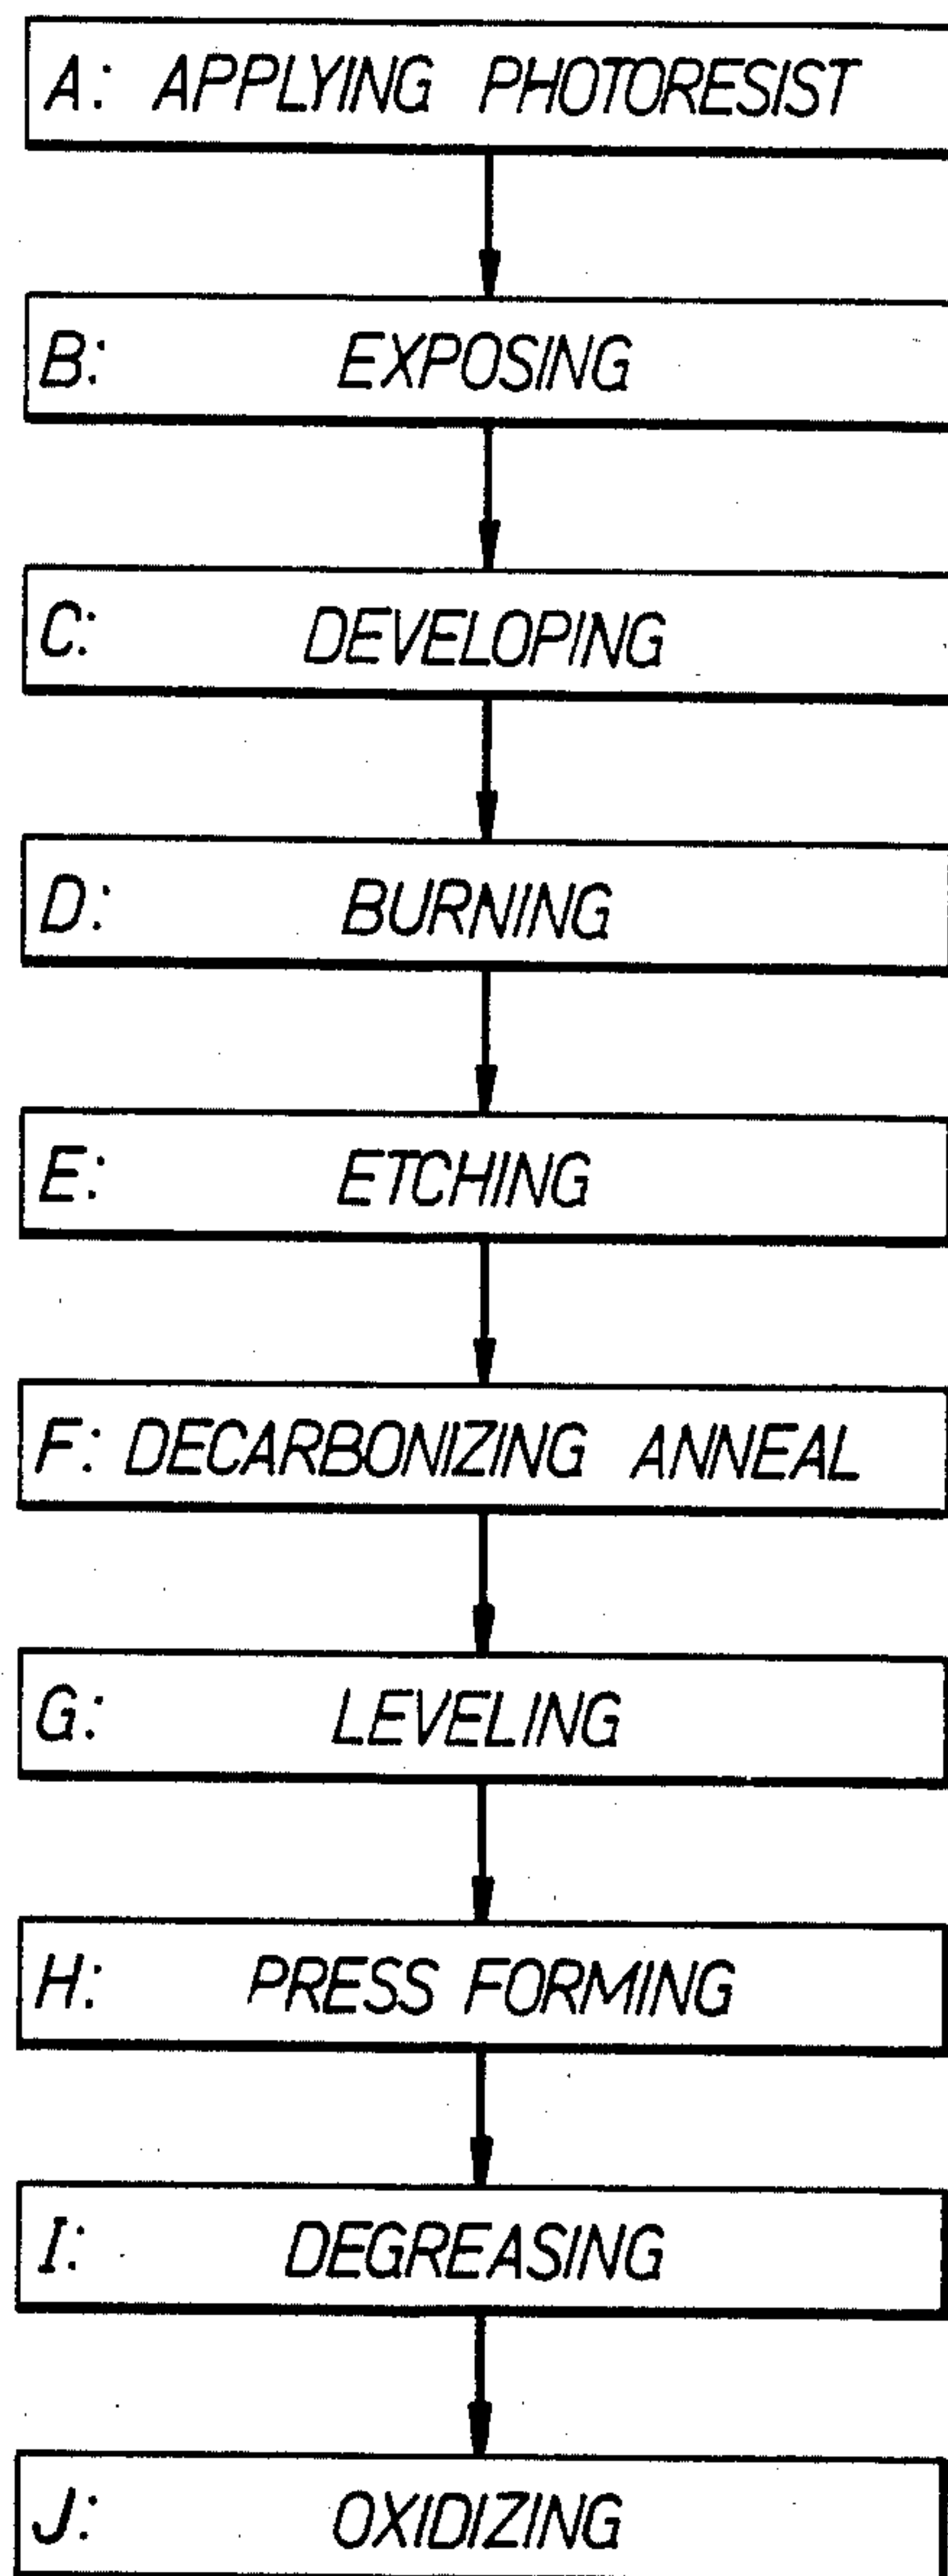 A: APPLYING PHOTORESIST
B: EXPOSING
C: DEVELOPING
D: BURNING
E: ETCHING
F: DECARBONIZING ANNEAL
G: LEVELING
H: PRESS FORMING
I: DEGREASING
J: OXIDIZING